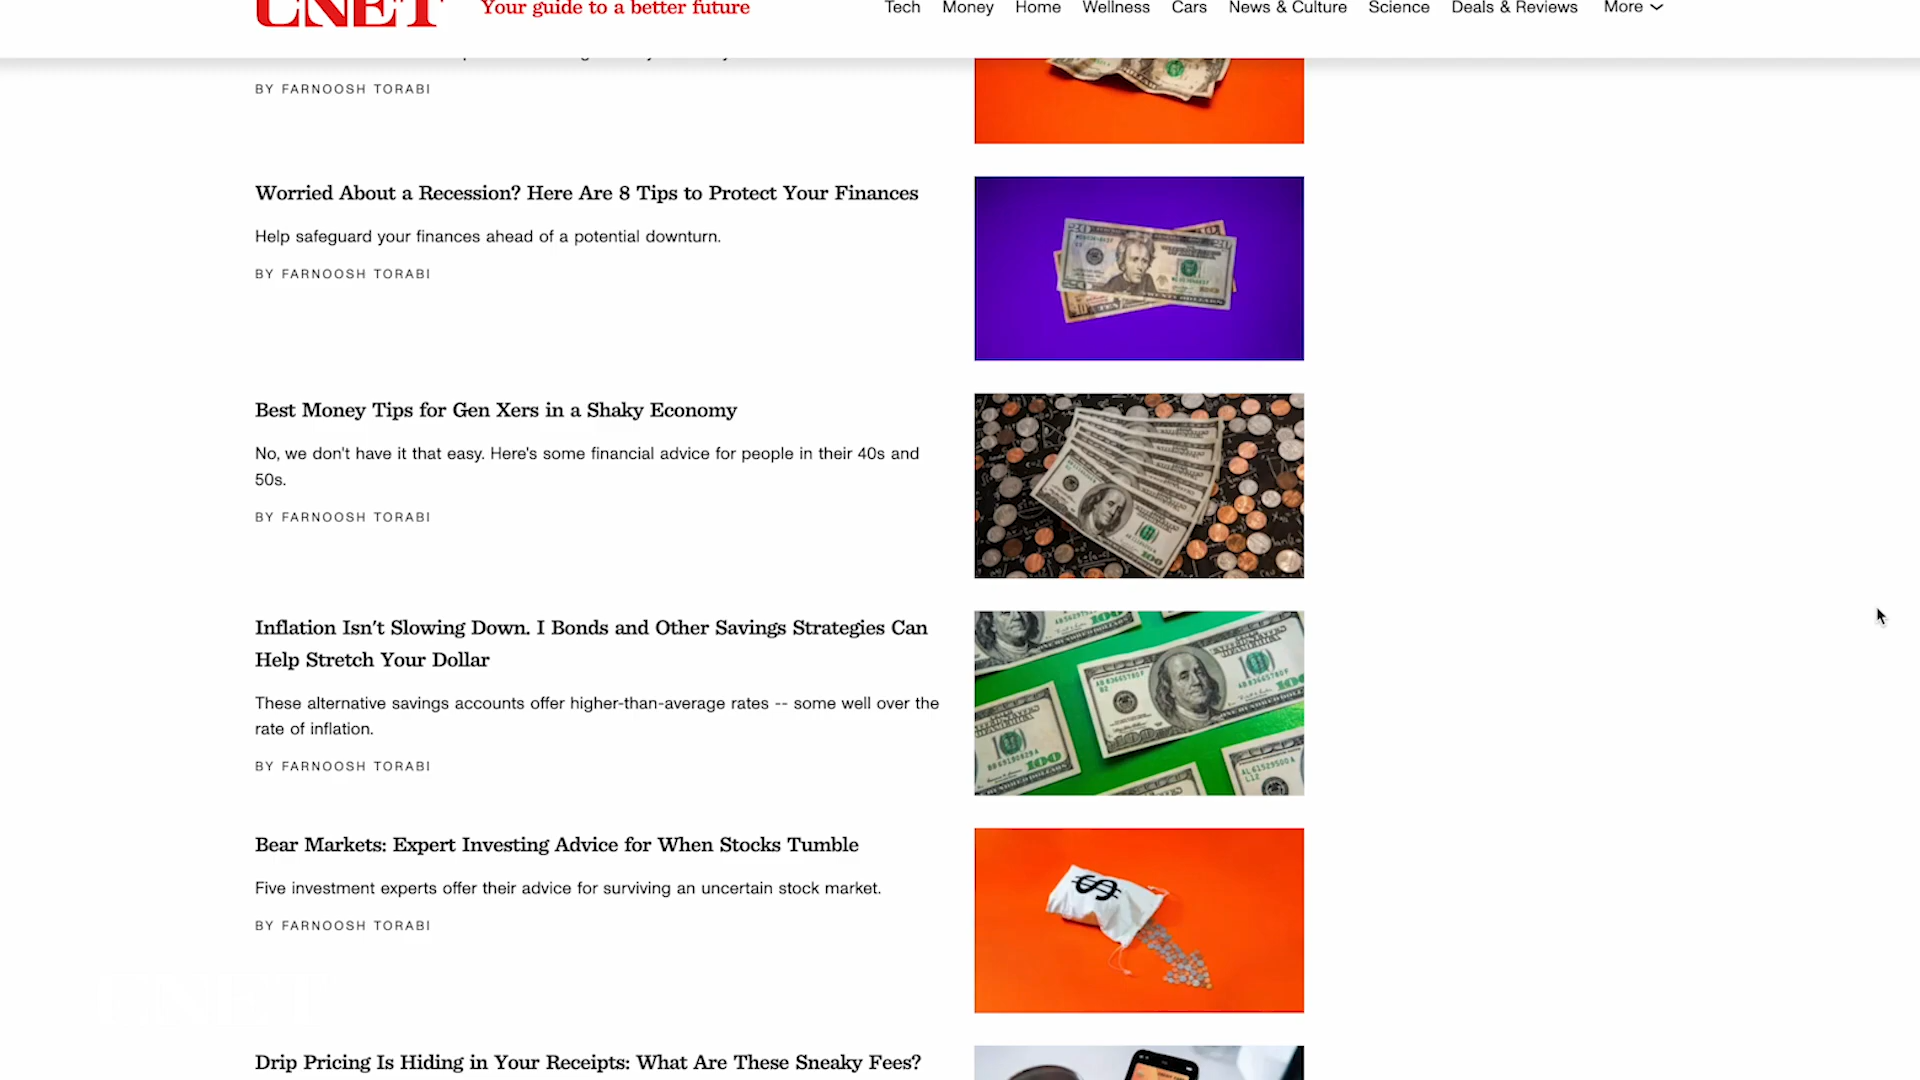 CNET Your guide to a better future Tech Money Home Wellness Cars News & Culture Science Deals & Reviews More
BY FARNOOSH TORABI
Worried About a Recession? Here Are 8 Tips to Protect Your Finances
Help safeguard your finances ahead of a potential downturn.
BY FARNOOSH TORABI
Best Money Tips for Gen Xers in a Shaky Economy
No, we don't have it that easy. Here's some financial advice for people in their 40s and
50s.
BY FARNOOSH TORABI
Inflation Isn't Slowing Down. I Bonds and Other Savings Strategies Can
Help Stretch Your Dollar
These alternative savings accounts offer higher-than-average rates -- some well over the
rate of inflation.
BY FARNOOSH TORABI
Bear Markets: Expert Investing Advice for When Stocks Tumble
Five investment experts offer their advice for surviving an uncertain stock market.
BY FARNOOSH TORABI
Drip Pricing Is Hiding in Your Receipts: What Are These Sneaky Fees?